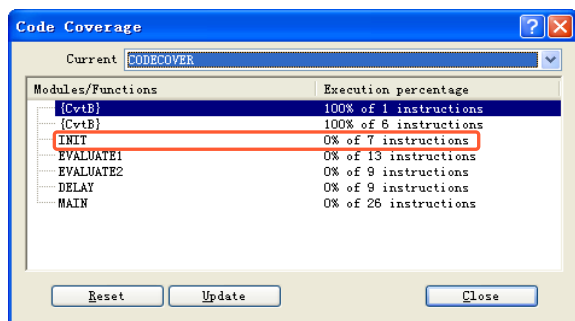 Code Coverage
Current CODECOVER
Modules/Functions Execution percentage
{CvtB} 100% of 1 instructions
{CvtB} 100% of 6 instructions
INIT 0% of 7 instructions
EVALUATE1 0% of 13 instructions
EVALUATE2 0% of 9 instructions
DELAY 0% of 9 instructions
MAIN 0% of 26 instructions
Reset Update Close